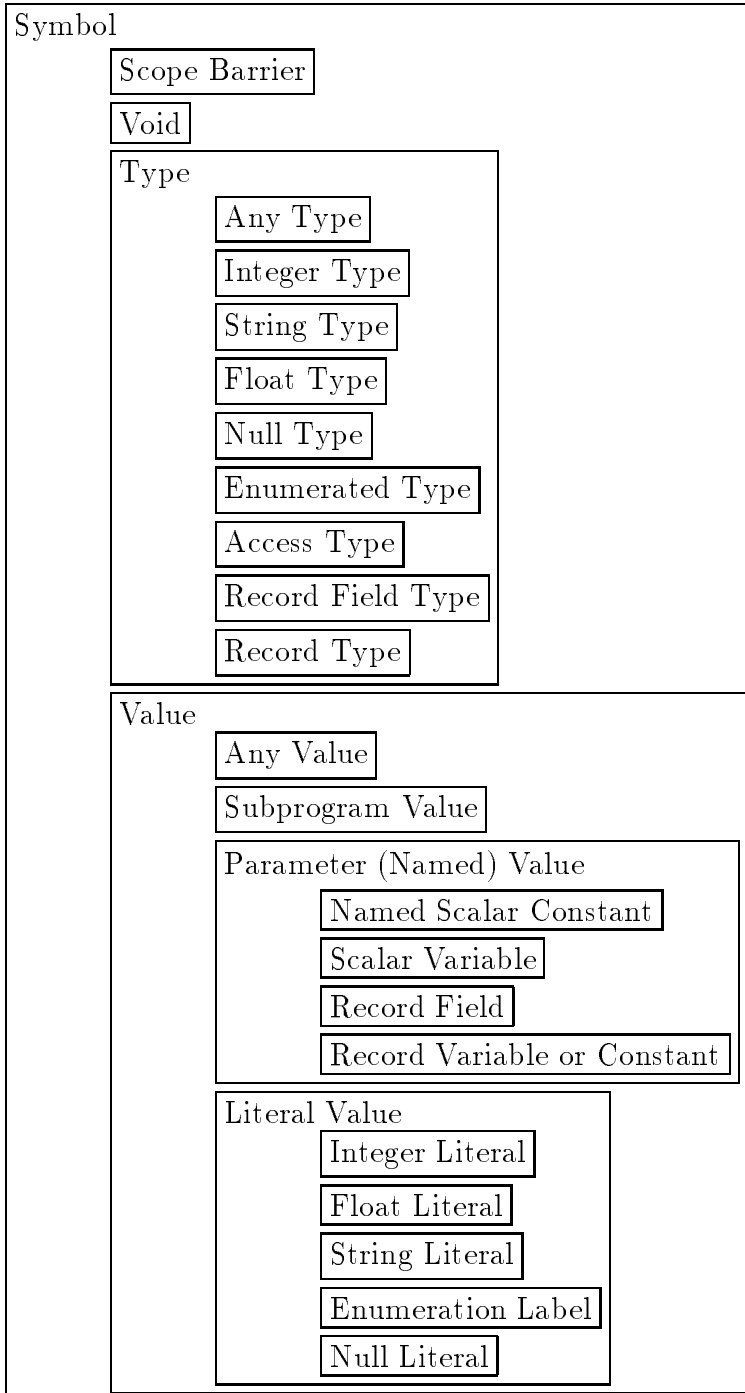 Symbol
Scope Barrier
Void
Type
Any Type
Integer Type
String Type
Float Type
Null Type
Enumerated Type
Access Type
Record Field Type
Record Type
Value
Any Value
Subprogram Value
Parameter (Named) Value
Named Scalar Constant
Scalar Variable
Record Field
Record Variable or Constant
Literal Value
Integer Literal
Float Literal
String Literal
Enumeration Label
Null Literal